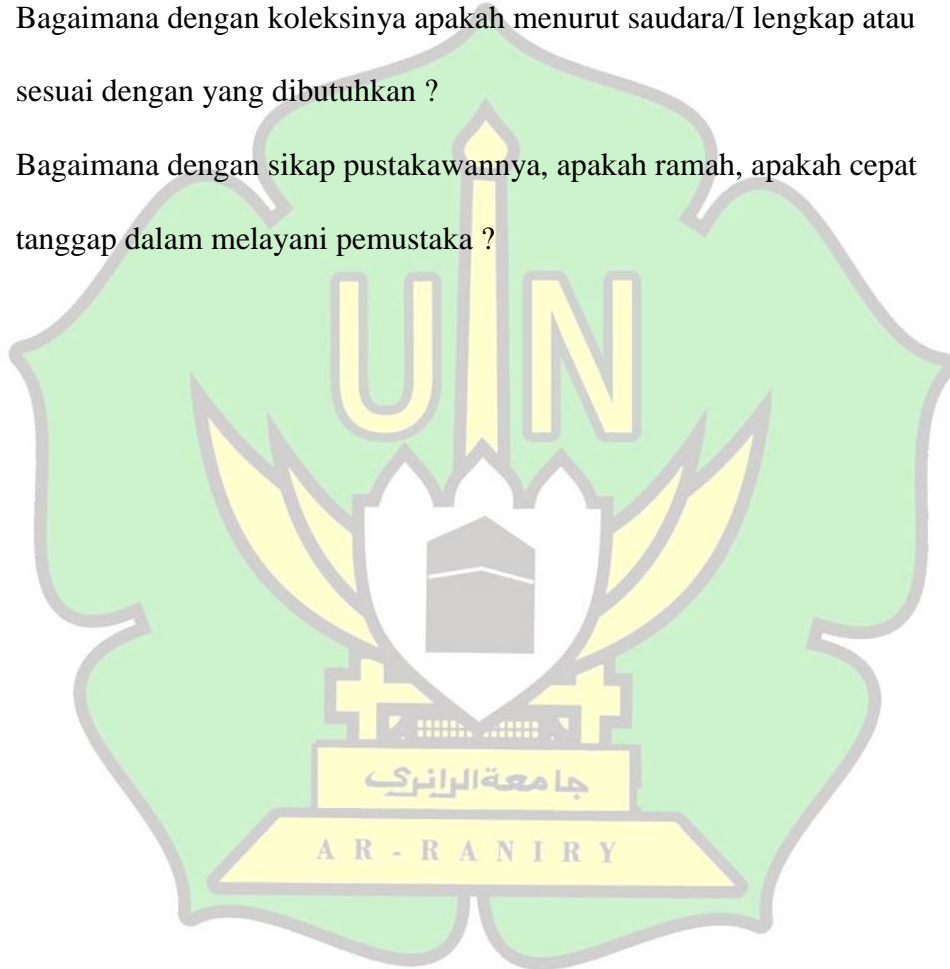 Bagaimana dengan koleksinya apakah menurut saudara/I lengkap atau
sesuai dengan yang dibutuhkan ?
Bagaimana dengan sikap pustakawannya, apakah ramah, apakah cepat
tanggap dalam melayani pemustaka ?
UIN
جامعة الرانري
AR-RANIRY